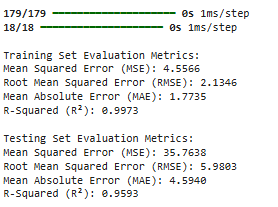 179/179 ━━━━━━━━━━━━━━━━━━━━ 0s 1ms/step
18/18 ━━━━━━━━━━━━━━━━━━━━ 0s 1ms/step
Training Set Evaluation Metrics:
Mean Squared Error (MSE): 4.5566
Root Mean Squared Error (RMSE): 2.1346
Mean Absolute Error (MAE): 1.7735
R-Squared (R²): 0.9973
Testing Set Evaluation Metrics:
Mean Squared Error (MSE): 35.7638
Root Mean Squared Error (RMSE): 5.9803
Mean Absolute Error (MAE): 4.5940
R-Squared (R²): 0.9593